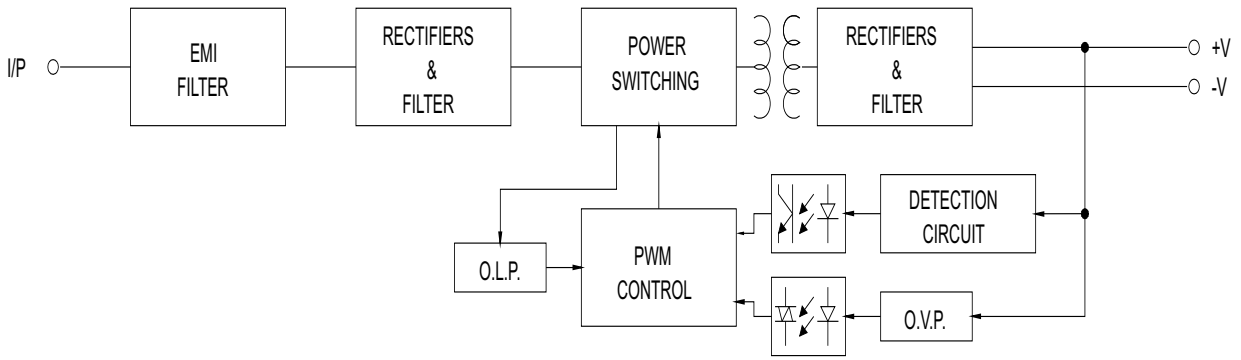 I/P
EMI
FILTER
RECTIFIERS
&
FILTER
POWER
SWITCHING
RECTIFIERS
&
FILTER
+V
-V
O.L.P.
PWM
CONTROL
DETECTION
CIRCUIT
O.V.P.